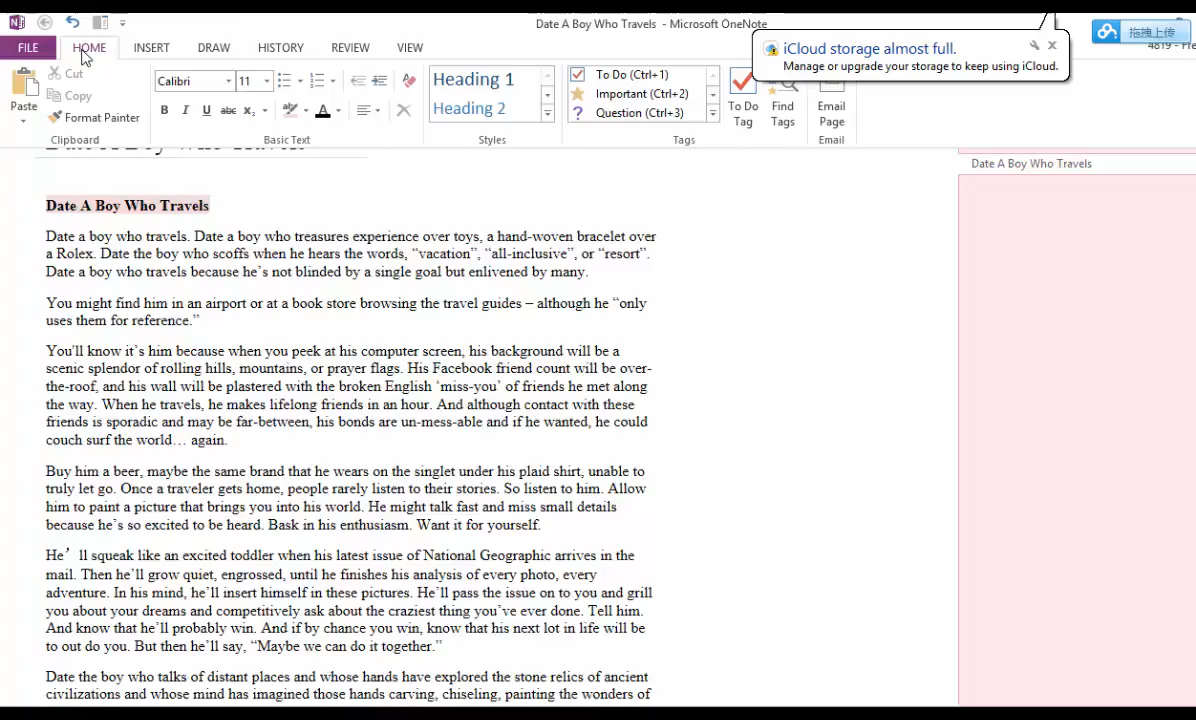 Date A Boy Who Travels - Microsoft OneNote
FILE HOME INSERT DRAW HISTORY REVIEW VIEW
iCloud storage almost full.
Manage or upgrade your storage to keep using iCloud.
拖拽上传
Paste
Cut
Copy
Format Painter
Clipboard
Calibri 11
B I U abc x₂ A
Basic Text
Heading 1
Heading 2
Styles
To Do (Ctrl+1)
Important (Ctrl+2)
Question (Ctrl+3)
To Do
Tag
Find
Tags
Tags
Email
Page
Email
Date A Boy Who Travels
Date A Boy Who Travels
Date A Boy Who Travels
Date a boy who travels. Date a boy who treasures experience over toys, a hand-woven bracelet over
a Rolex. Date the boy who scoffs when he hears the words, “vacation”, “all-inclusive”, or “resort”.
Date a boy who travels because he’s not blinded by a single goal but enlivened by many.
You might find him in an airport or at a book store browsing the travel guides – although he “only
uses them for reference.”
You'll know it’s him because when you peek at his computer screen, his background will be a
scenic splendor of rolling hills, mountains, or prayer flags. His Facebook friend count will be over-
the-roof, and his wall will be plastered with the broken English ‘miss-you’ of friends he met along
the way. When he travels, he makes lifelong friends in an hour. And although contact with these
friends is sporadic and may be far-between, his bonds are un-mess-able and if he wanted, he could
couch surf the world… again.
Buy him a beer, maybe the same brand that he wears on the singlet under his plaid shirt, unable to
truly let go. Once a traveler gets home, people rarely listen to their stories. So listen to him. Allow
him to paint a picture that brings you into his world. He might talk fast and miss small details
because he’s so excited to be heard. Bask in his enthusiasm. Want it for yourself.
He’ll squeak like an excited toddler when his latest issue of National Geographic arrives in the
mail. Then he’ll grow quiet, engrossed, until he finishes his analysis of every photo, every
adventure. In his mind, he’ll insert himself in these pictures. He’ll pass the issue on to you and grill
you about your dreams and competitively ask about the craziest thing you’ve ever done. Tell him.
And know that he’ll probably win. And if by chance you win, know that his next lot in life will be
to out do you. But then he’ll say, “Maybe we can do it together.”
Date the boy who talks of distant places and whose hands have explored the stone relics of ancient
civilizations and whose mind has imagined those hands carving, chiseling, painting the wonders of